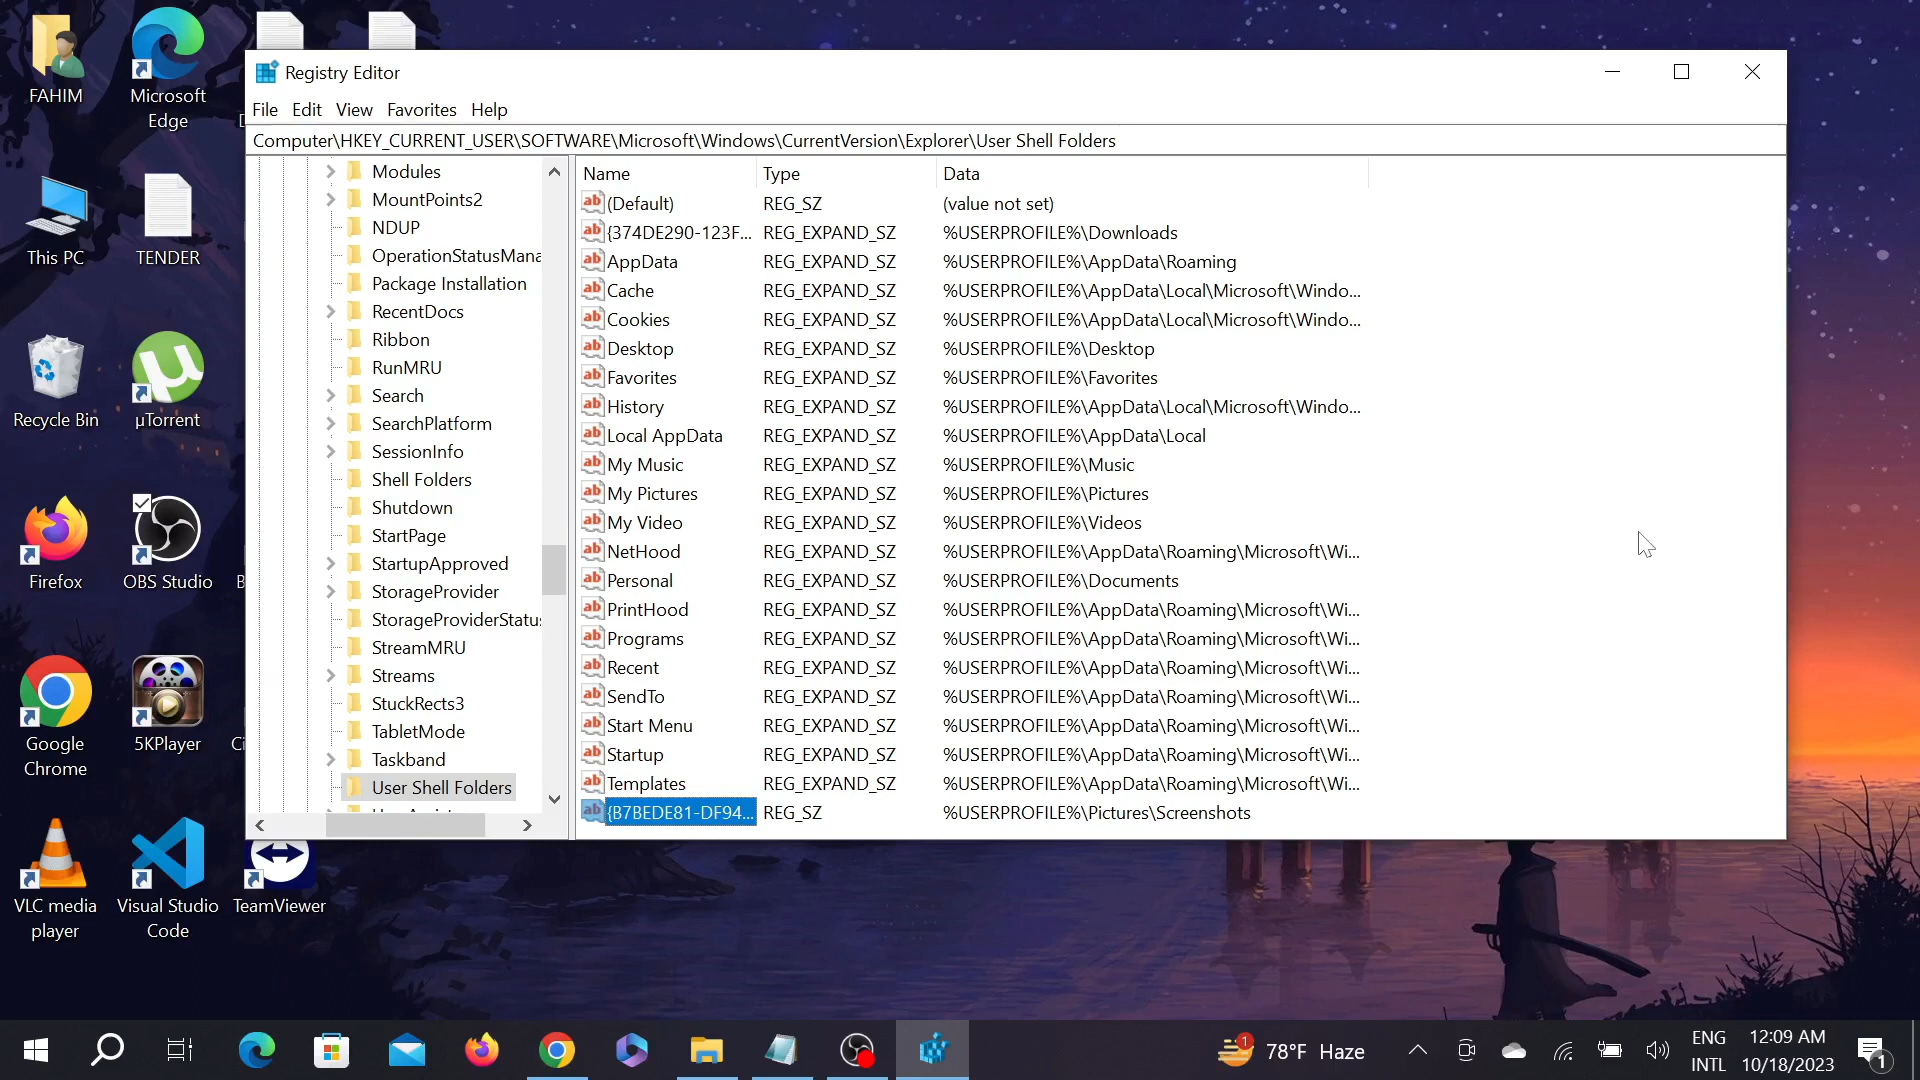 FAHIM
Microsoft
Edge
This PC
TENDER
Recycle Bin
µTorrent
Firefox
OBS Studio
Google
Chrome
5KPlayer
VLC media
player
Visual Studio
Code
TeamViewer
Registry Editor
File Edit View Favorites Help
Computer\HKEY_CURRENT_USER\SOFTWARE\Microsoft\Windows\CurrentVersion\Explorer\User Shell Folders
Modules
MountPoints2
NDUP
OperationStatusMana
Package Installation
RecentDocs
Ribbon
RunMRU
Search
SearchPlatform
SessionInfo
Shell Folders
Shutdown
StartPage
StartupApproved
StorageProvider
StorageProviderStatus
StreamMRU
Streams
StuckRects3
TabletMode
Taskband
User Shell Folders
Name Type Data
(Default) REG_SZ (value not set)
{374DE290-123F... REG_EXPAND_SZ %USERPROFILE%\Downloads
AppData REG_EXPAND_SZ %USERPROFILE%\AppData\Roaming
Cache REG_EXPAND_SZ %USERPROFILE%\AppData\Local\Microsoft\Windo...
Cookies REG_EXPAND_SZ %USERPROFILE%\AppData\Local\Microsoft\Windo...
Desktop REG_EXPAND_SZ %USERPROFILE%\Desktop
Favorites REG_EXPAND_SZ %USERPROFILE%\Favorites
History REG_EXPAND_SZ %USERPROFILE%\AppData\Local\Microsoft\Windo...
Local AppData REG_EXPAND_SZ %USERPROFILE%\AppData\Local
My Music REG_EXPAND_SZ %USERPROFILE%\Music
My Pictures REG_EXPAND_SZ %USERPROFILE%\Pictures
My Video REG_EXPAND_SZ %USERPROFILE%\Videos
NetHood REG_EXPAND_SZ %USERPROFILE%\AppData\Roaming\Microsoft\Wi...
Personal REG_EXPAND_SZ %USERPROFILE%\Documents
PrintHood REG_EXPAND_SZ %USERPROFILE%\AppData\Roaming\Microsoft\Wi...
Programs REG_EXPAND_SZ %USERPROFILE%\AppData\Roaming\Microsoft\Wi...
Recent REG_EXPAND_SZ %USERPROFILE%\AppData\Roaming\Microsoft\Wi...
SendTo REG_EXPAND_SZ %USERPROFILE%\AppData\Roaming\Microsoft\Wi...
Start Menu REG_EXPAND_SZ %USERPROFILE%\AppData\Roaming\Microsoft\Wi...
Startup REG_EXPAND_SZ %USERPROFILE%\AppData\Roaming\Microsoft\Wi...
Templates REG_EXPAND_SZ %USERPROFILE%\AppData\Roaming\Microsoft\Wi...
{B7BEDE81-DF94... REG_SZ %USERPROFILE%\Pictures\Screenshots
1
78°F Haze
ENG
INTL
12:09 AM
10/18/2023
1